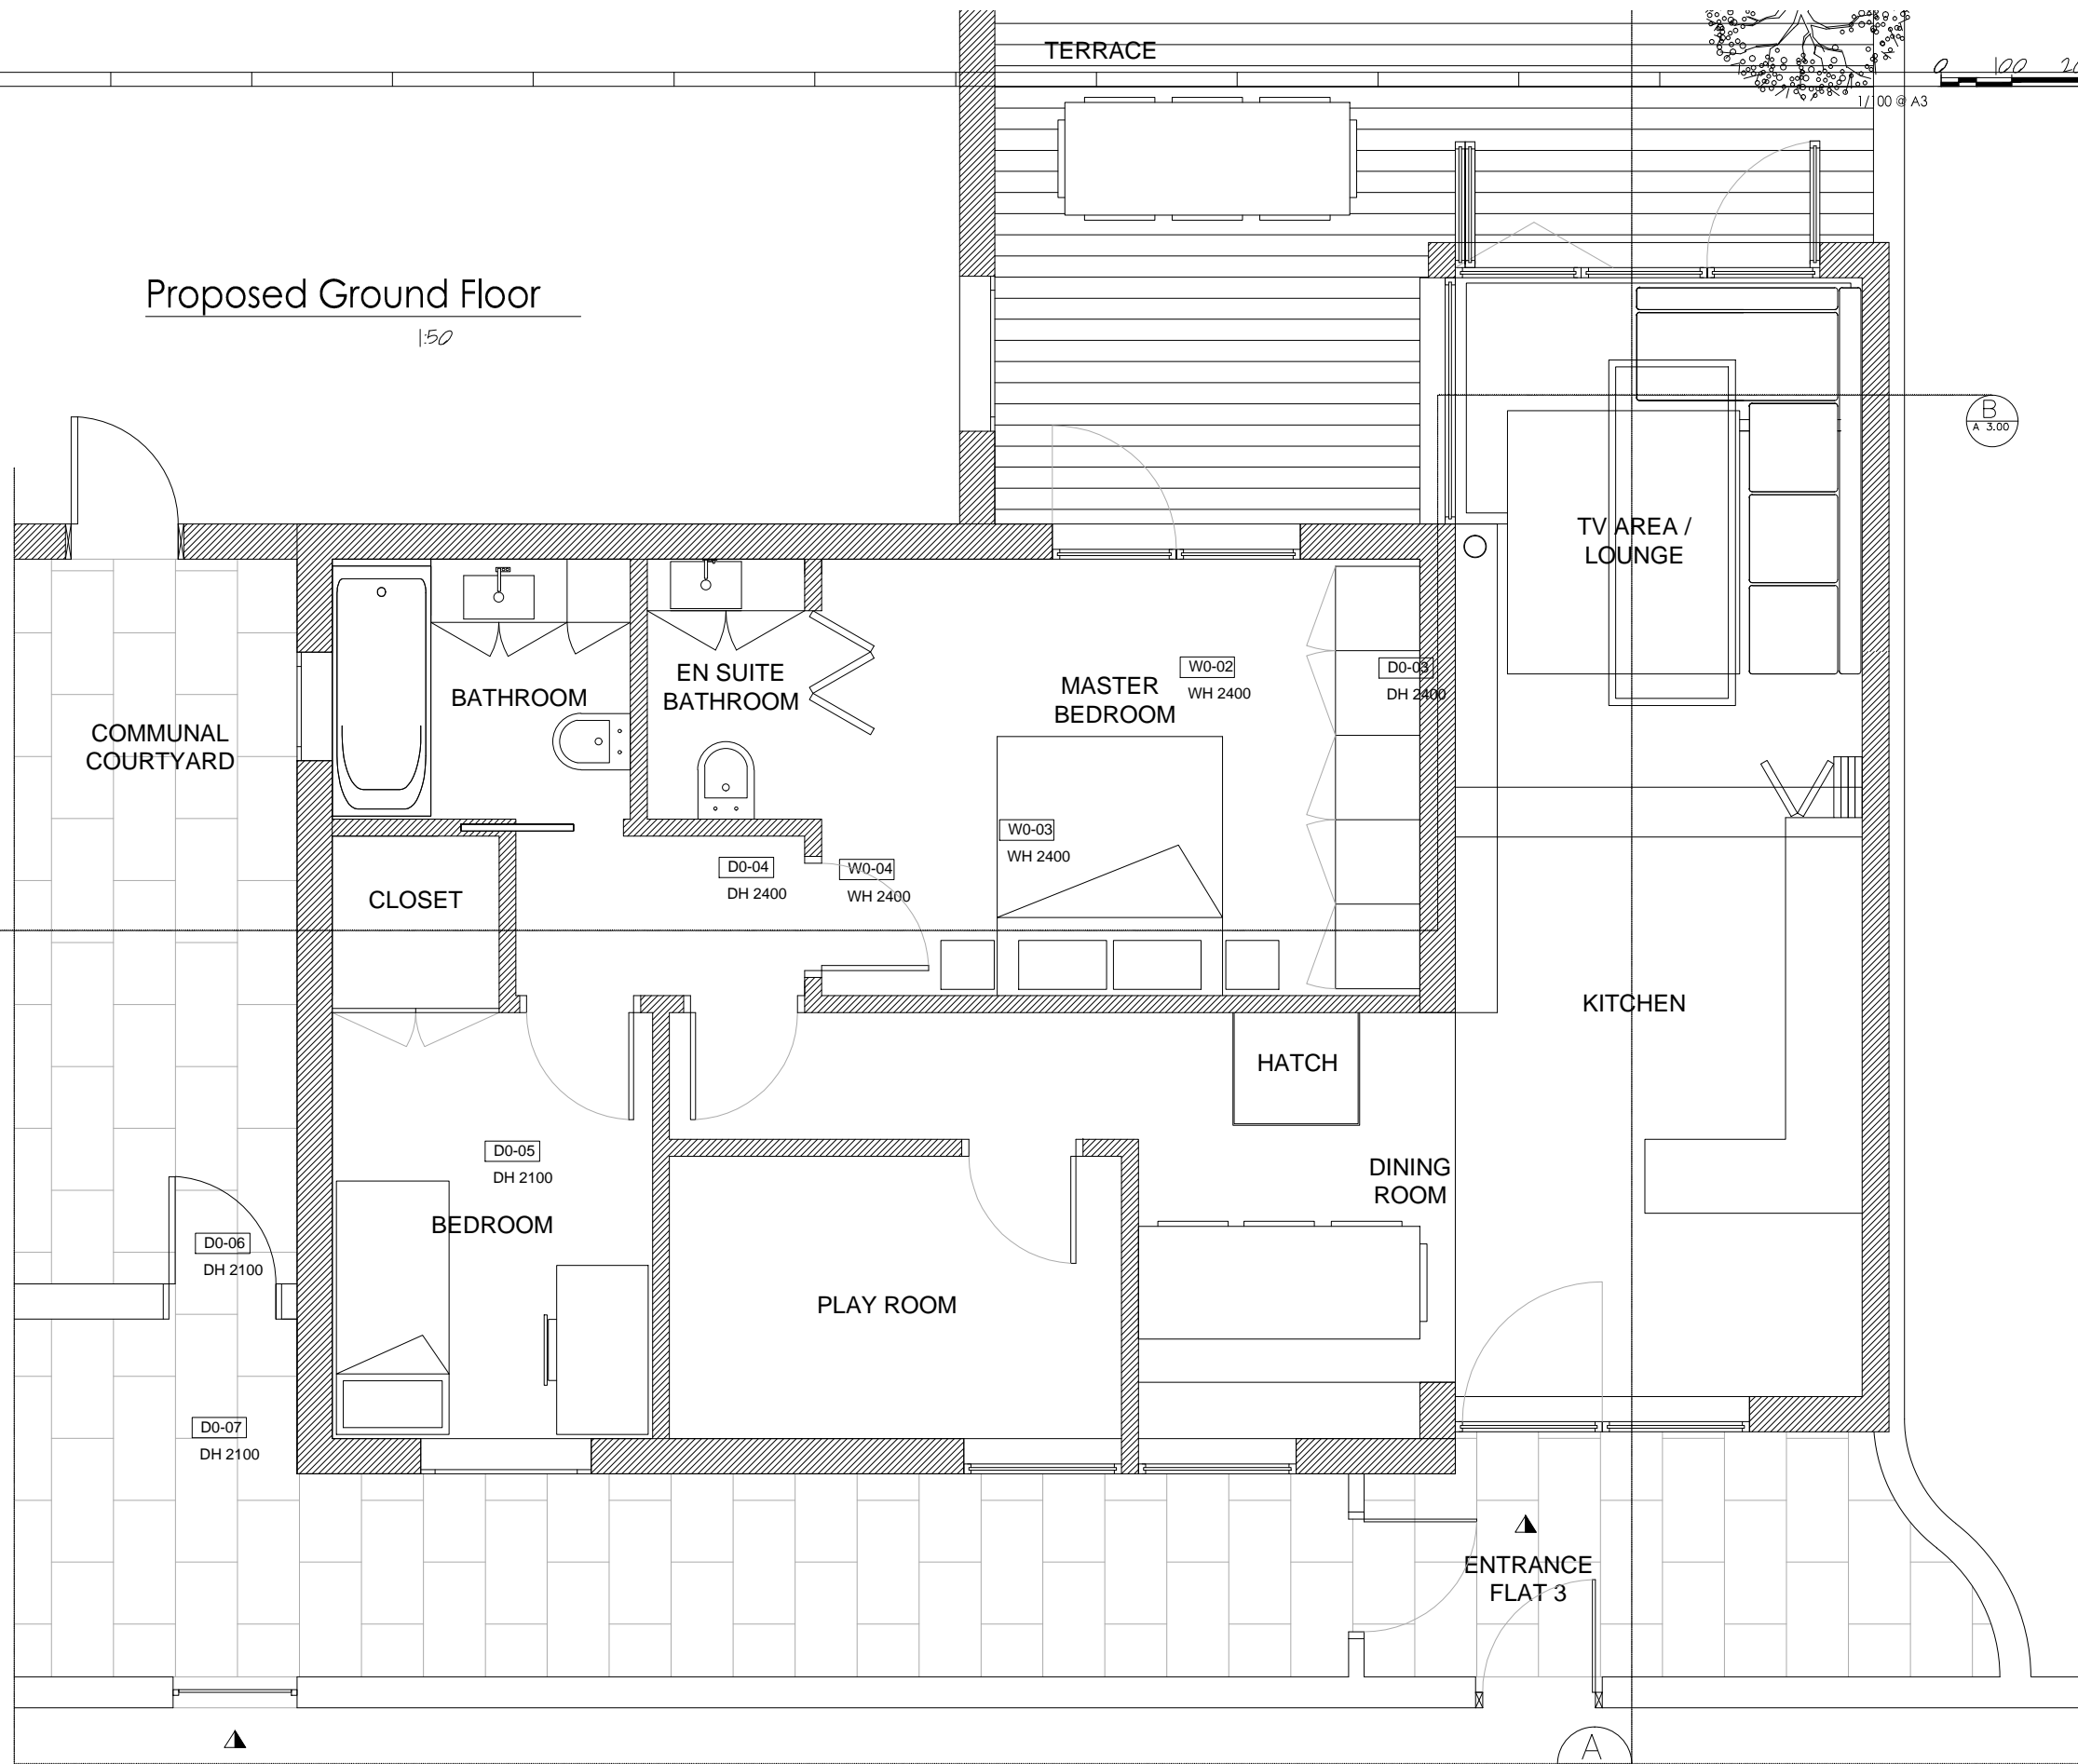 TERRACE
0 100
1/100 @ A3
Proposed Ground Floor
1:50
B
A 3.00
TV AREA /
LOUNGE
EN SUITE
BATHROOM
BATHROOM
MASTER
BEDROOM
W0-02
WH 2400
D0-03
DH 2400
COMMUNAL
COURTYARD
W0-03
WH 2400
D0-04
DH 2400
W0-04
WH 2400
CLOSET
KITCHEN
HATCH
D0-05
DH 2100
DINING
ROOM
BEDROOM
D0-06
DH 2100
PLAY ROOM
D0-07
DH 2100
ENTRANCE
FLAT 3
A